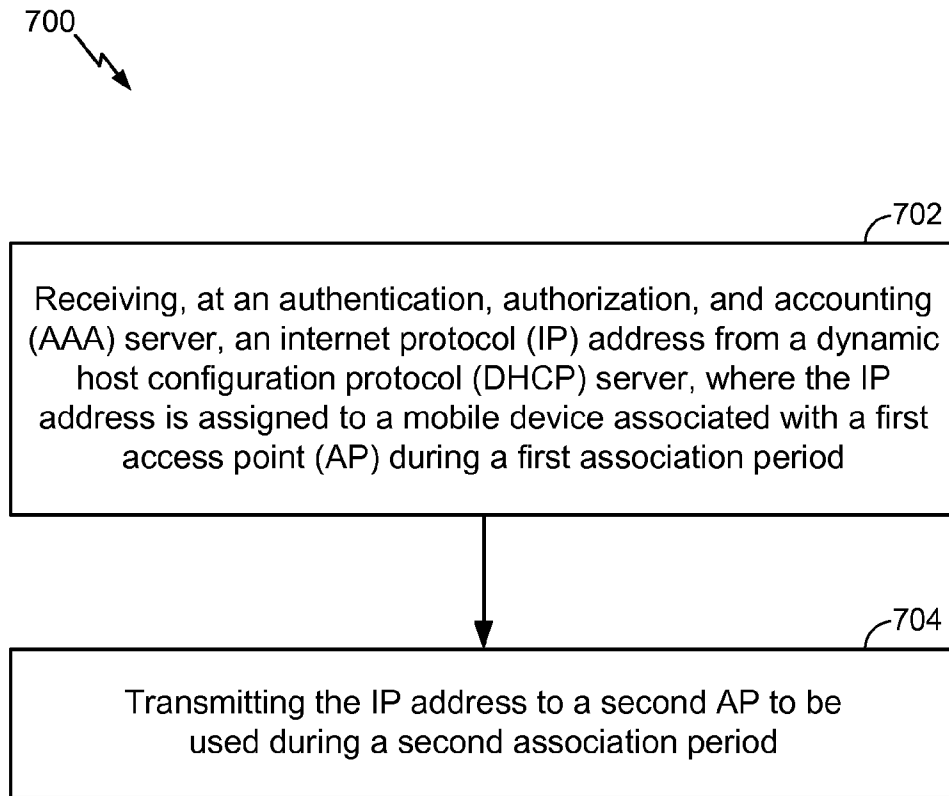 700
702
Receiving, at an authentication, authorization, and accounting
(AAA) server, an internet protocol (IP) address from a dynamic
host configuration protocol (DHCP) server, where the IP
address is assigned to a mobile device associated with a first
access point (AP) during a first association period
704
Transmitting the IP address to a second AP to be
used during a second association period